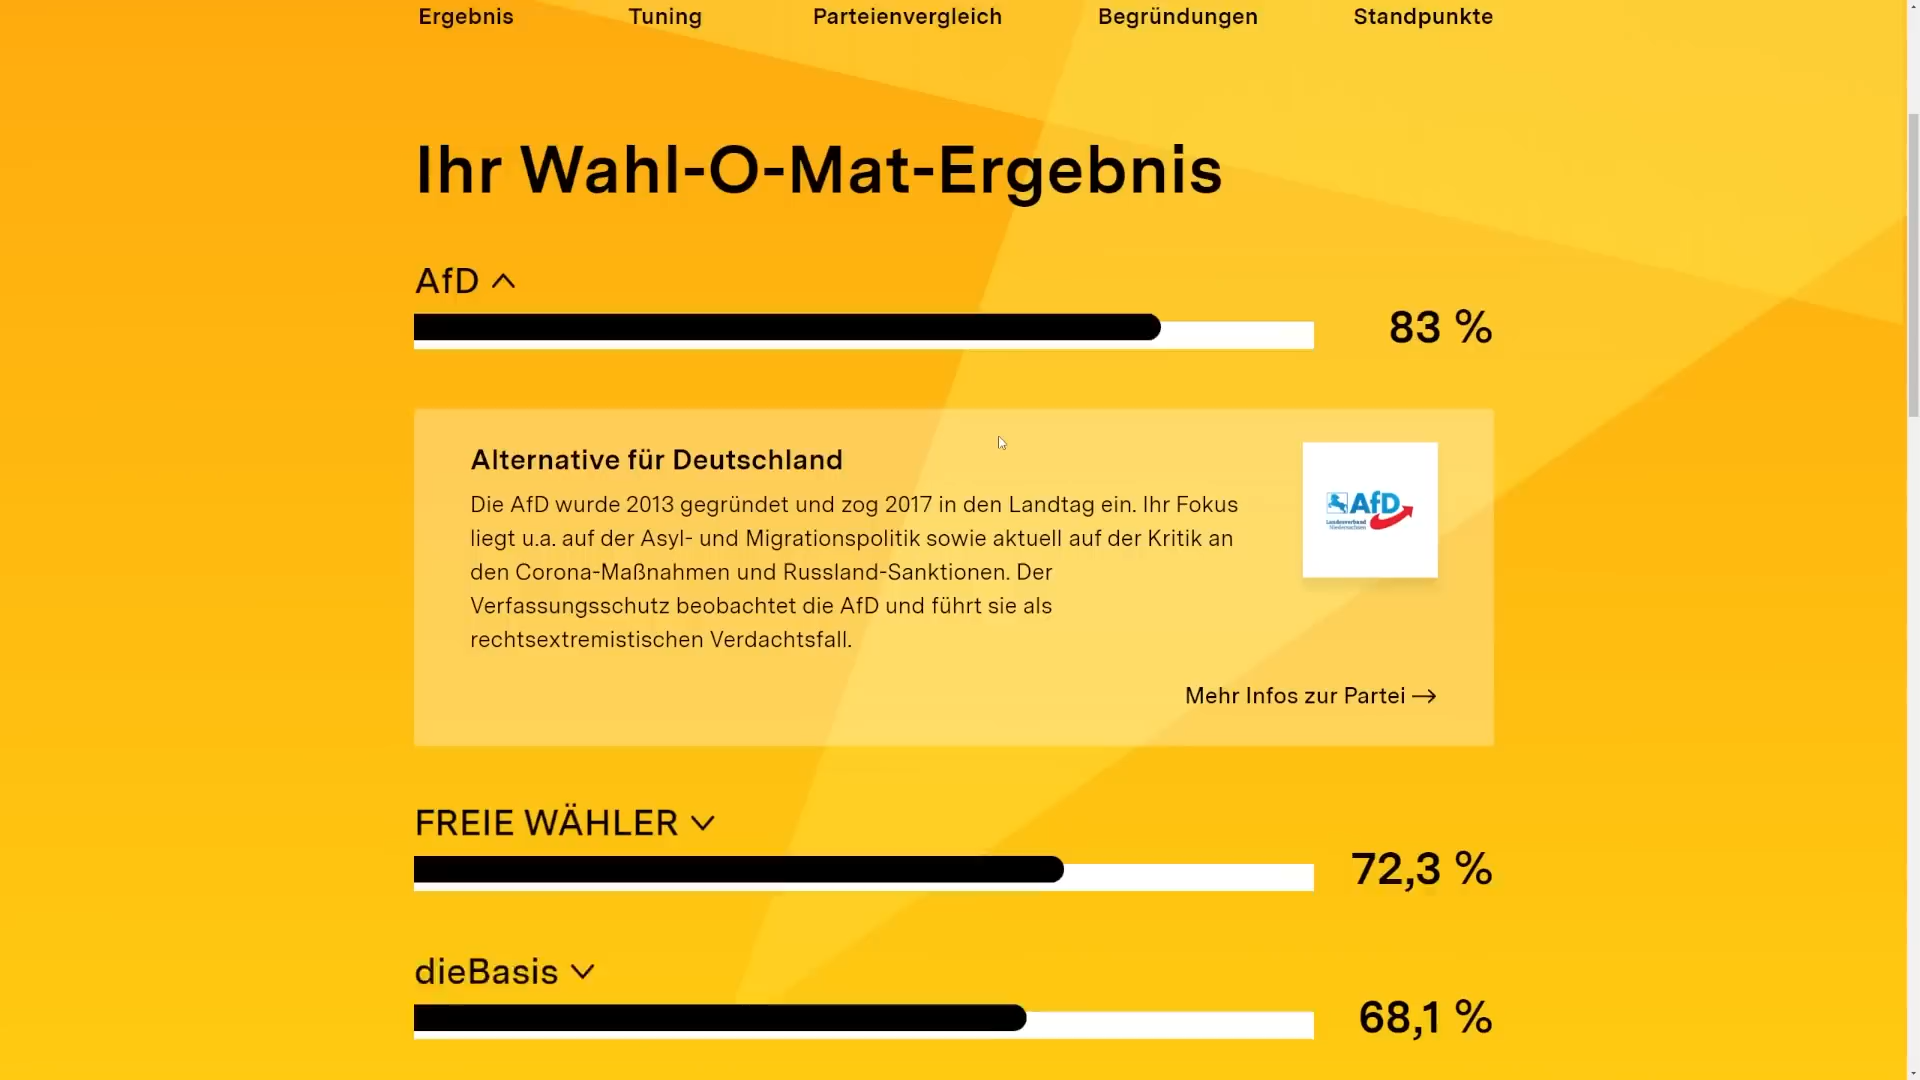 Ergebnis Tuning Parteienvergleich Begründungen Standpunkte
Ihr Wahl-O-Mat-Ergebnis
AfD
83 %
Alternative für Deutschland
Die AfD wurde 2013 gegründet und zog 2017 in den Landtag ein. Ihr Fokus
liegt u.a. auf der Asyl- und Migrationspolitik sowie aktuell auf der Kritik an
den Corona-Maßnahmen und Russland-Sanktionen. Der
Verfassungsschutz beobachtet die AfD und führt sie als
rechtsextremistischen Verdachtsfall.
AfD
Landesverband
Niedersachsen
Mehr Infos zur Partei
FREIE WÄHLER
72,3 %
dieBasis
68,1 %